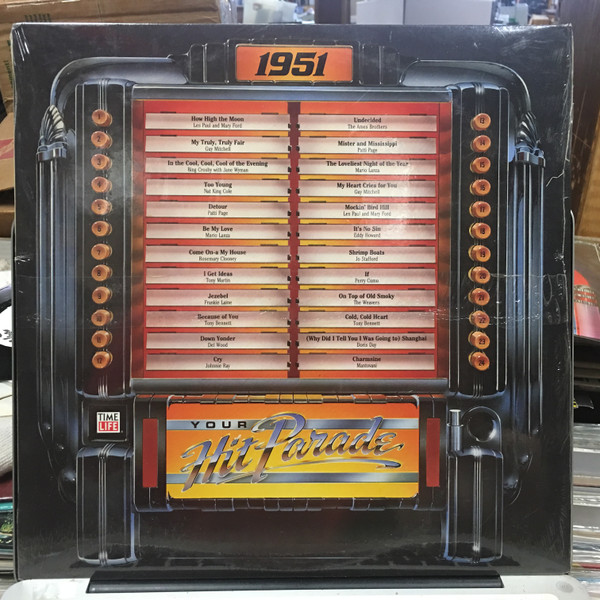 1951
How High the Moon
Les Paul and Mary Ford
My Truly, Truly Fair
Guy Mitchell
In the Cool, Cool, Cool of the Evening
Bing Crosby with Jane Wyman
Too Young
Nat King Cole
Detour
Patti Page
Be My Love
Mario Lanza
Come On-a My House
Rosemary Clooney
I Get Ideas
Tony Martin
Jezebel
Frankie Laine
Because of You
Tony Bennett
Down Yonder
Del Wood
Cry
Johnnie Ray
Undecided
The Ames Brothers
Mister and Mississippi
Patti Page
The Loveliest Night of the Year
Mario Lanza
My Heart Cries for You
Guy Mitchell
Mockin' Bird Hill
Les Paul and Mary Ford
It's No Sin
Eddy Howard
Shrimp Boats
Jo Stafford
If
Perry Como
On Top of Old Smoky
The Weavers
Cold, Cold Heart
Tony Bennett
(Why Did I Tell You I Was Going to) Shanghai
Doris Day
Charmaine
Mantovani
TIME
LIFE
YOUR
Hit Parade